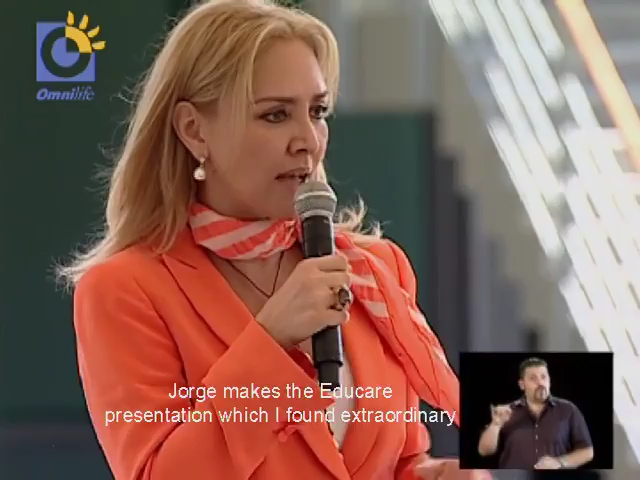 Omnilife
Jorge makes the Educare
presentation which I found extraordinary